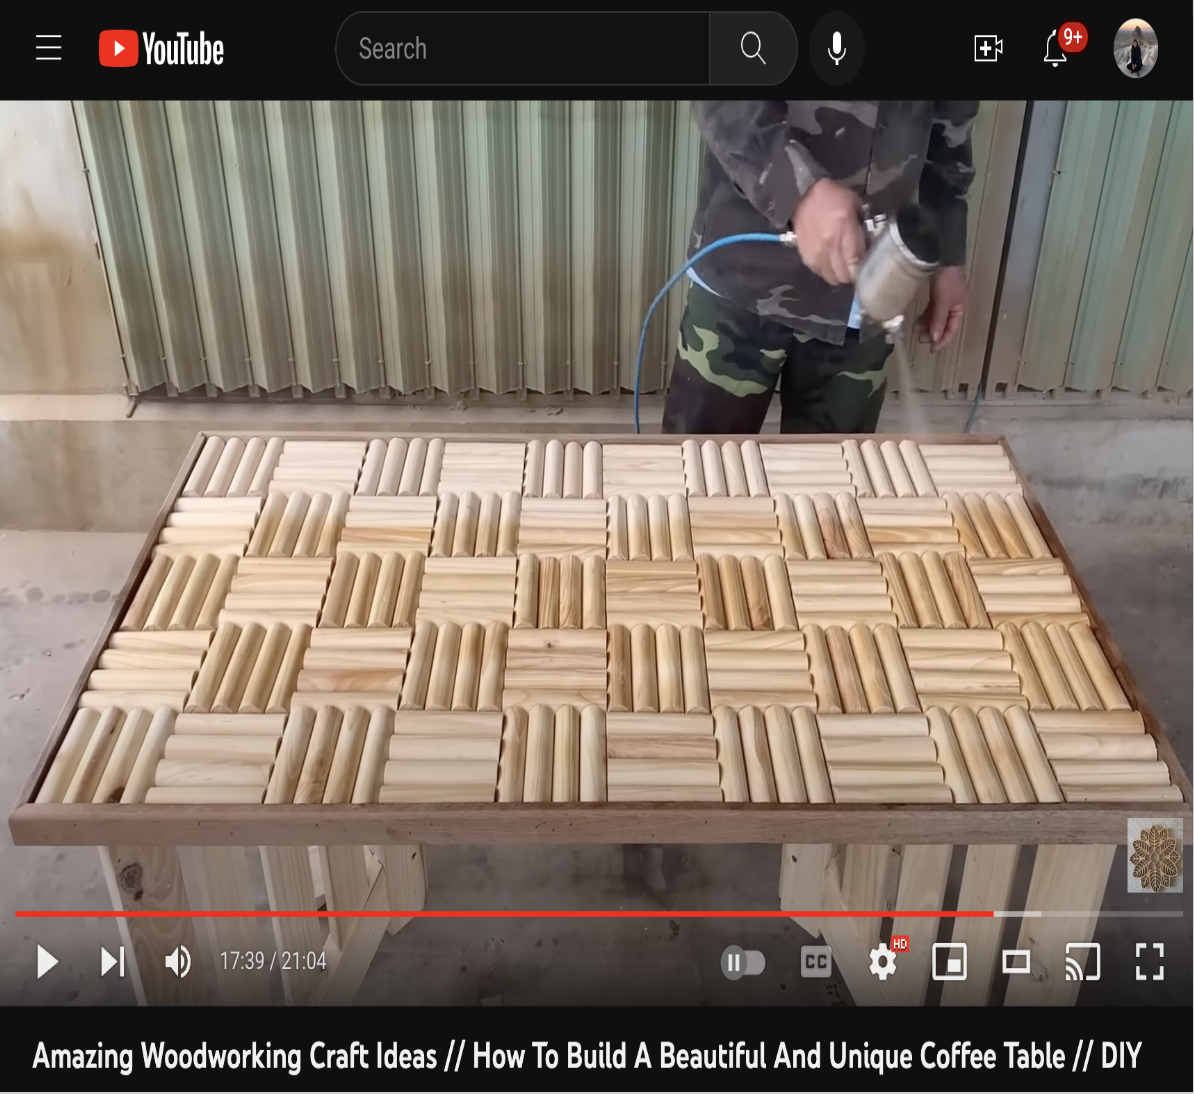 YouTube
Search
9+
17:39 / 21:04
CC
HD
Amazing Woodworking Craft Ideas // How To Build A Beautiful And Unique Coffee Table // DIY